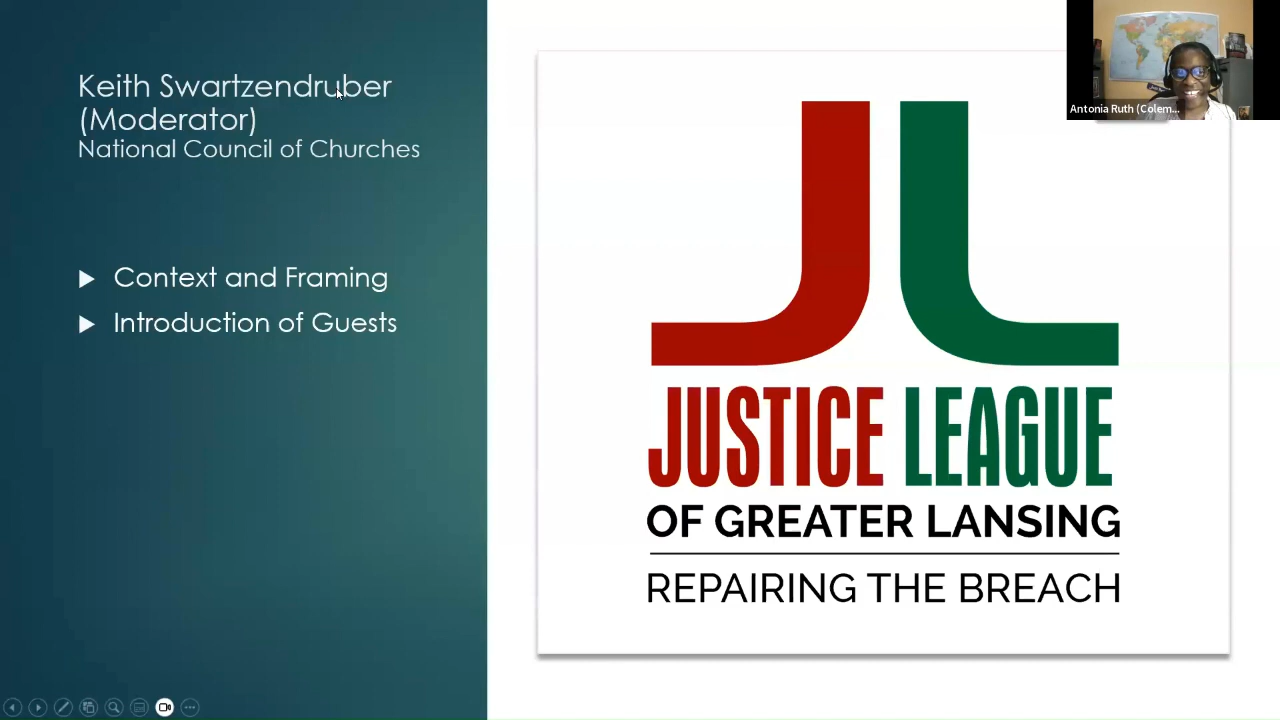 Keith Swartzendruber
(Moderator)
National Council of Churches
Context and Framing
Introduction of Guests
Antonia Ruth (Colem...
JUSTICE LEAGUE
OF GREATER LANSING
REPAIRING THE BREACH